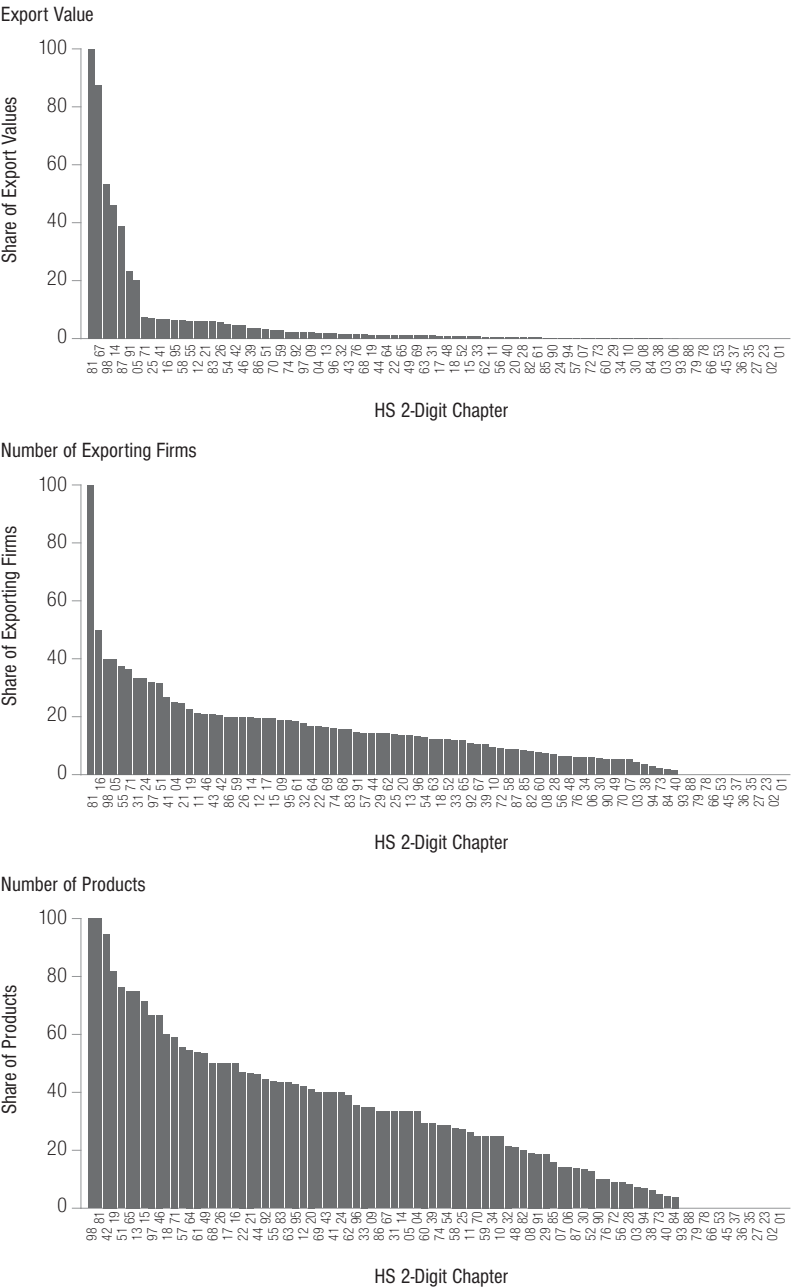 Export Value
Share of Export Values
100
80
60
40
20
0
81 67 98 14 87 91 05 71 25 41 16 95 58 55 12 21 83 26 54 42 46 39 86 51 70 59 74 92 97 09 04 13 96 32 43 76 68 19 44 64 22 65 49 69 63 31 17 48 18 52 15 33 62 11 56 40 20 28 82 61 85 90 24 94 57 07 72 73 60 29 34 10 30 08 84 38 03 06 93 88 79 78 66 53 45 37 36 35 27 23 02 01
HS 2-Digit Chapter
Number of Exporting Firms
Share of Exporting Firms
100
80
60
40
20
0
81 16 98 05 55 71 31 24 97 51 41 04 21 19 11 46 43 42 86 59 26 14 12 17 15 09 95 61 32 64 22 69 74 68 83 91 57 44 29 62 25 20 13 96 54 63 18 52 33 65 92 67 39 10 72 58 87 85 82 60 08 28 56 48 76 34 06 30 90 49 70 07 03 38 94 73 84 40 93 88 79 78 66 53 45 37 36 35 27 23 02 01
HS 2-Digit Chapter
Number of Products
Share of Products
100
80
60
40
20
0
98 81 42 19 51 65 13 15 97 46 18 71 57 64 61 49 68 26 17 16 22 21 44 92 55 83 63 95 12 20 69 43 41 24 62 96 33 09 86 67 31 14 05 04 60 39 74 54 58 25 11 70 59 34 10 32 48 82 08 91 29 85 07 06 87 30 52 90 76 72 56 28 03 94 38 73 40 84 93 88 79 78 66 53 45 37 36 35 27 23 02 01
HS 2-Digit Chapter